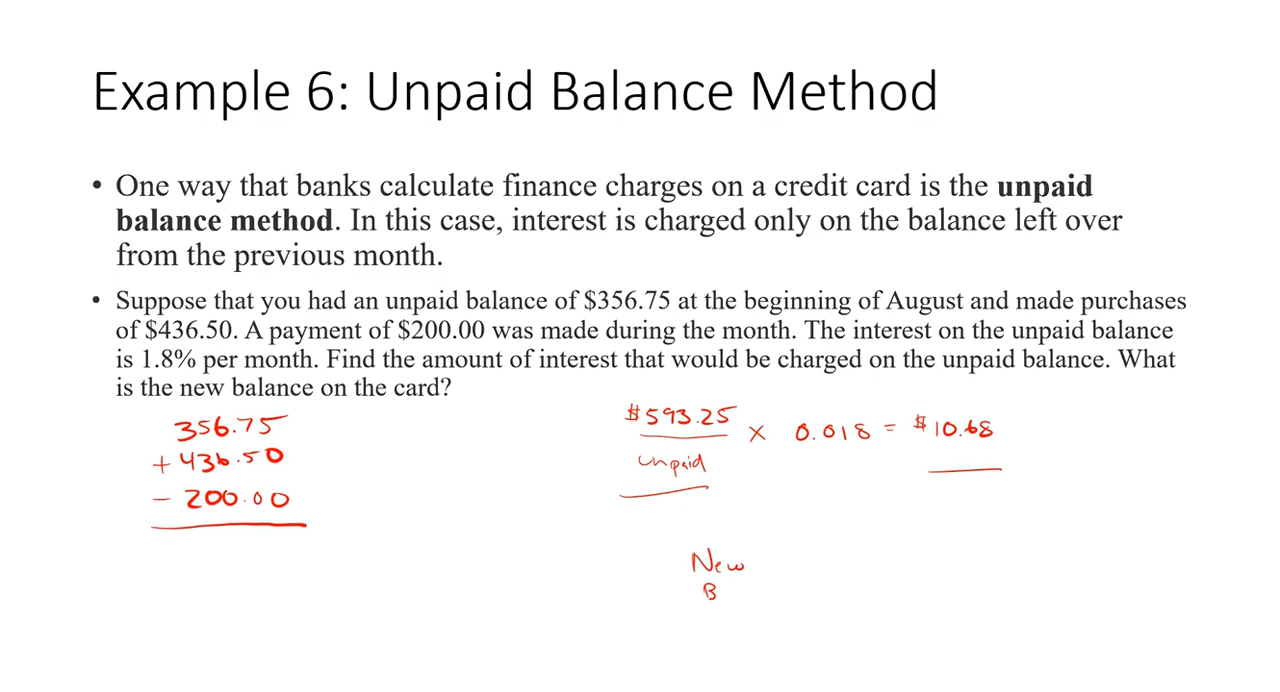 Example 6: Unpaid Balance Method
• One way that banks calculate finance charges on a credit card is the unpaid
balance method. In this case, interest is charged only on the balance left over
from the previous month.
• Suppose that you had an unpaid balance of $356.75 at the beginning of August and made purchases
of $436.50. A payment of $200.00 was made during the month. The interest on the unpaid balance
is 1.8% per month. Find the amount of interest that would be charged on the unpaid balance. What
is the new balance on the card?
356.75
+ 436.50
- 200.00
$593.25 × 0.018 = $10.68
unpaid
New
B